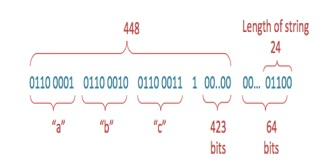 448
Length of string
24
0110 0001 0110 0010 0110 0011 1 00..00 00... 01100
"a" "b" "c" 423 bits 64 bits